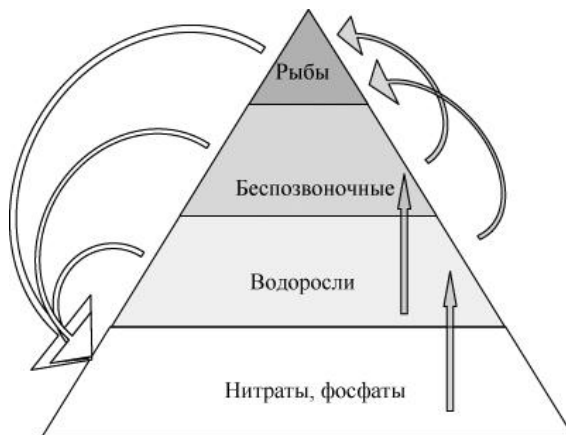 Рыбы
Беспозвоночные
Водоросли
Нитраты, фосфаты